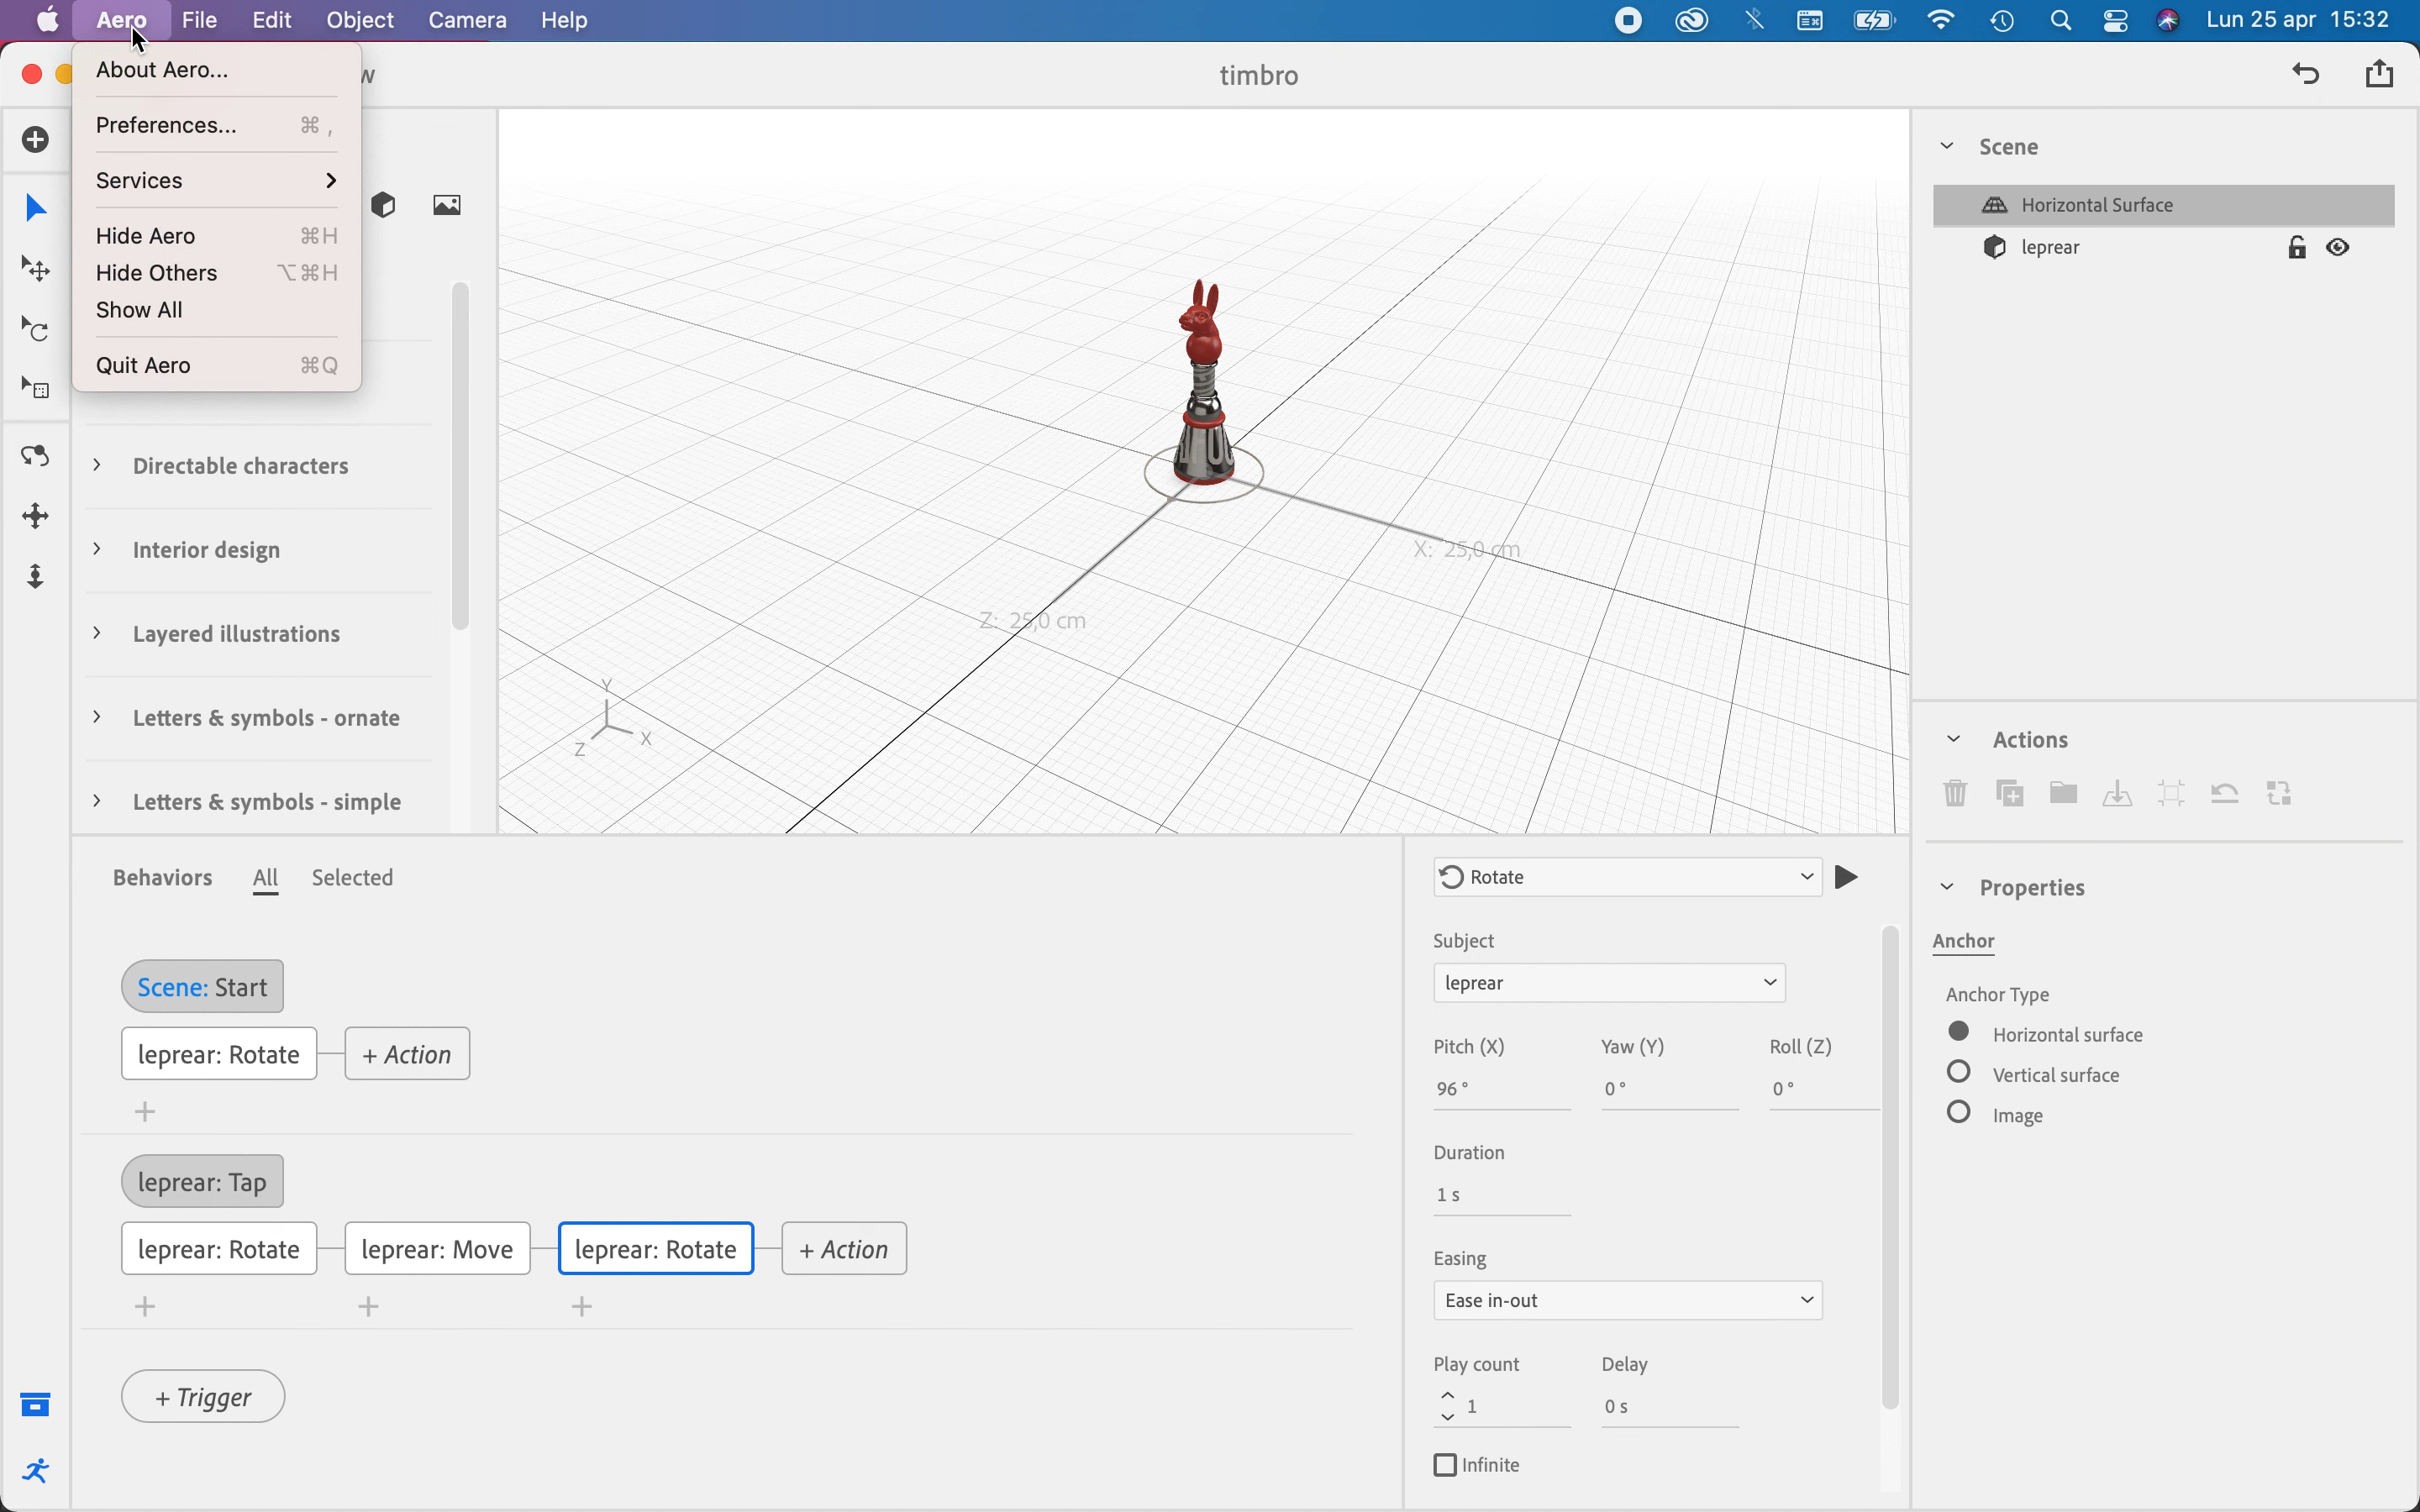 Aero File Edit Object Camera Help Lun 25 apr 15:32
w timbro
About Aero...
Preferences... ⌘ ,
Services
Hide Aero ⌘H
Hide Others ⌥⌘H
Show All
Quit Aero ⌘Q
Directable characters
Interior design
Layered illustrations
Letters & symbols - ornate
Letters & symbols - simple
X: 25,0 cm
Z: 25,0 cm
Y
Z X
Scene
Horizontal Surface
leprear
Actions
Properties
Anchor
Anchor Type
Horizontal surface
Vertical surface
Image
Behaviors All Selected
Scene: Start
leprear: Rotate + Action
+
leprear: Tap
leprear: Rotate leprear: Move leprear: Rotate + Action
+ + +
+ Trigger
Rotate
Subject
leprear
Pitch (X) Yaw (Y) Roll (Z)
96° 0° 0°
Duration
1 s
Easing
Ease in-out
Play count Delay
1 0 s
Infinite